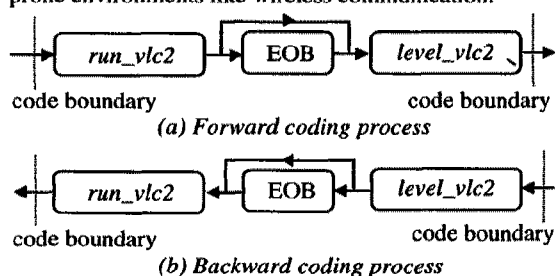 prone environments like wireless communication.
run_vlc2 EOB level_vlc2
code boundary code boundary
(a) Forward coding process
run_vlc2 EOB level_vlc2
code boundary code boundary
(b) Backward coding process